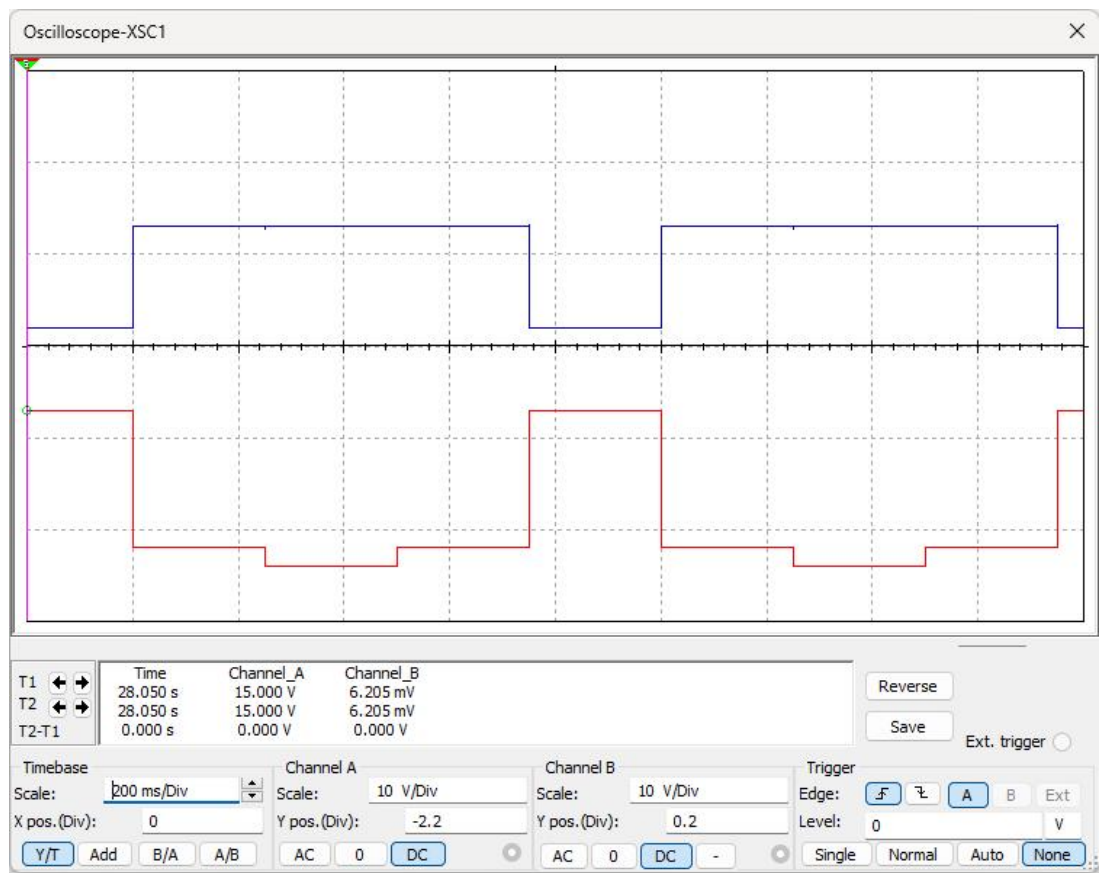 Oscilloscope-XSC1
Time Channel_A Channel_B
T1 28.050 s 15.000 V 6.205 mV
T2 28.050 s 15.000 V 6.205 mV
T2-T1 0.000 s 0.000 V 0.000 V
Reverse
Save
Ext. trigger
Timebase Channel A Channel B Trigger
Scale: 200 ms/Div Scale: 10 V/Div Scale: 10 V/Div Edge: A B Ext
X pos.(Div): 0 Y pos.(Div): -2.2 Y pos.(Div): 0.2 Level: 0 V
Y/T Add B/A A/B AC 0 DC AC 0 DC - Single Normal Auto None